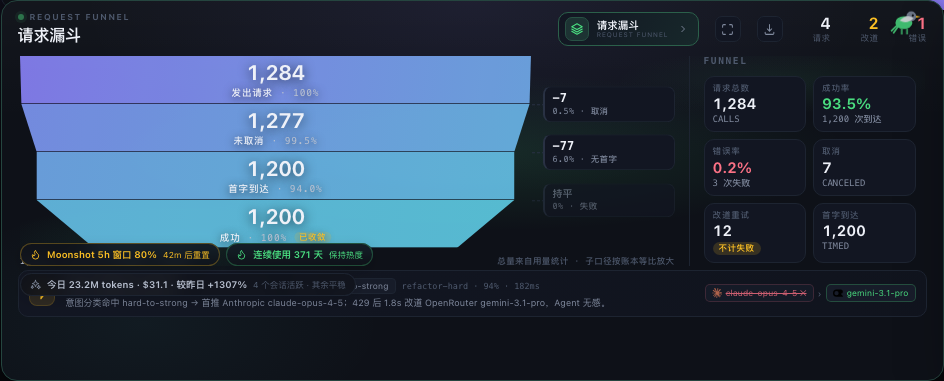 REQUEST FUNNEL
请求漏斗
请求漏斗
REQUEST FUNNEL
4
请求
2
改道
1
错误
1,284
发出请求 · 100%
1,277
未取消 · 99.5%
1,200
首字到达 · 94.0%
1,200
成功 · 100% 已收敛
−7
0.5% · 取消
−77
6.0% · 无首字
持平
0% · 失败
FUNNEL
请求总数
1,284
CALLS
成功率
93.5%
1,200 次到达
错误率
0.2%
3 次失败
取消
7
CANCELED
改道重试
12
不计失败
首字到达
1,200
TIMED
Moonshot 5h 窗口 80% 42m 后重置
连续使用 371 天 保持热度
总量来自用量统计 · 子口径按账本等比放大
今日 23.2M tokens · $31.1 · 较昨日 +1307% 4 个会话活跃 · 其余平稳
o-strong refactor-hard · 94% · 182ms
意图分类命中 hard-to-strong → 首推 Anthropic claude-opus-4-5；429 后 1.8s 改道 OpenRouter gemini-3.1-pro，Agent 无感。
claude-opus-4-5 ✕ › gemini-3.1-pro